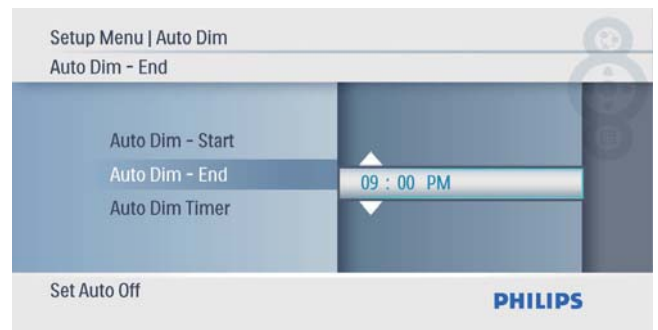 Setup Menu | Auto Dim
Auto Dim - End
Auto Dim - Start
Auto Dim - End
09 : 00 PM
Auto Dim Timer
Set Auto Off
PHILIPS